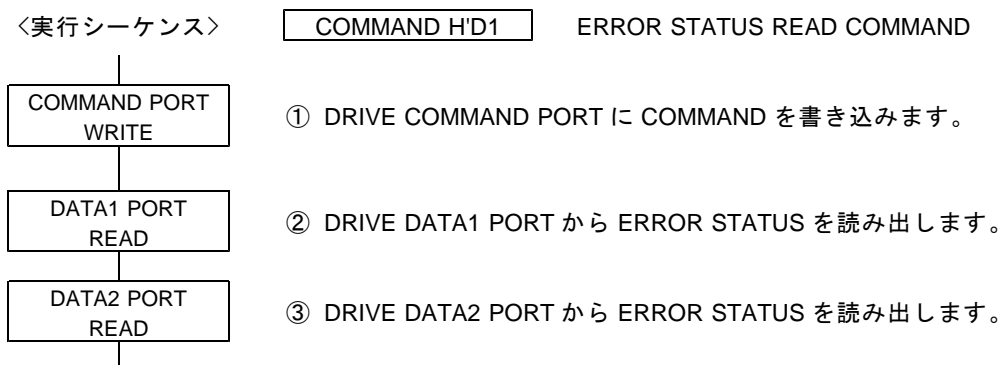 〈実行シーケンス〉 COMMAND H'D1 ERROR STATUS READ COMMAND
COMMAND PORT
WRITE
① DRIVE COMMAND PORT に COMMAND を書き込みます。
DATA1 PORT
READ
② DRIVE DATA1 PORT から ERROR STATUS を読み出します。
DATA2 PORT
READ
③ DRIVE DATA2 PORT から ERROR STATUS を読み出します。